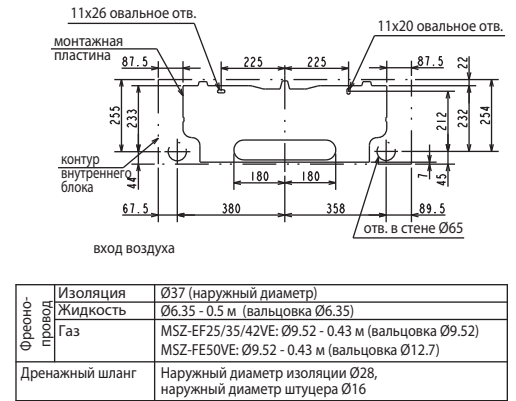 11x26 овальное отв.
11x20 овальное отв.
монтажная
пластина
87.5
225
225
87.5
22
255
233
212
232
254
контур
внутреннего
блока
44
180
180
7
45
67.5
380
358
89.5
отв. в стене Ø65
вход воздуха
Фреоно-
провод
Изоляция
Ø37 (наружный диаметр)
Жидкость
Ø6.35 - 0.5 м (вальцовка Ø6.35)
Газ
MSZ-EF25/35/42VE: Ø9.52 - 0.43 м (вальцовка Ø9.52)
MSZ-FE50VE: Ø9.52 - 0.43 м (вальцовка Ø12.7)
Дренажный шланг
Наружный диаметр изоляции Ø28,
наружный диаметр штуцера Ø16